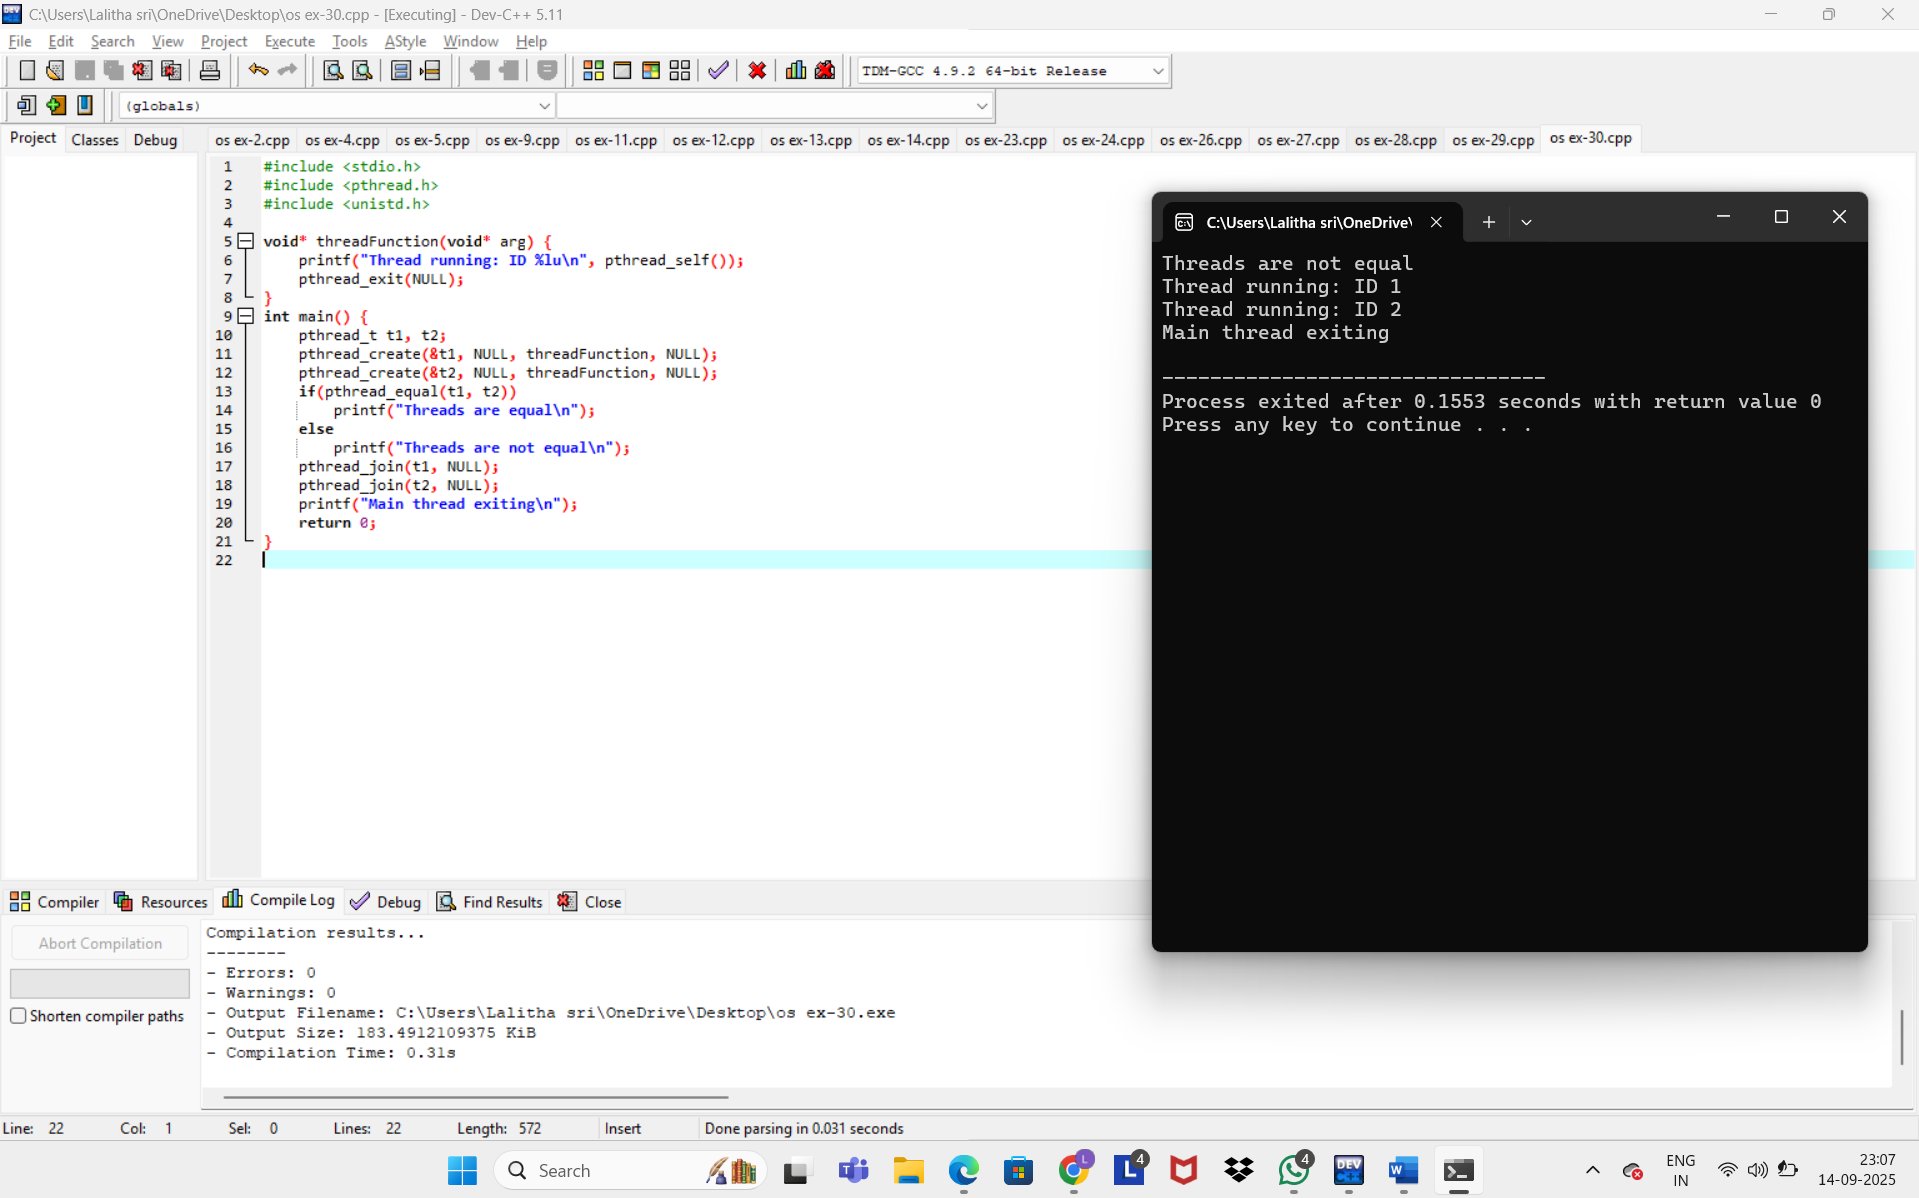 C:\Users\Lalitha sri\OneDrive\Desktop\os ex-30.cpp - [Executing] - Dev-C++ 5.11
File Edit Search View Project Execute Tools AStyle Window Help
TDM-GCC 4.9.2 64-bit Release
(globals)
Project Classes Debug
os ex-2.cpp os ex-4.cpp os ex-5.cpp os ex-9.cpp os ex-11.cpp os ex-12.cpp os ex-13.cpp os ex-14.cpp os ex-23.cpp os ex-24.cpp os ex-26.cpp os ex-27.cpp os ex-28.cpp os ex-29.cpp os ex-30.cpp
1 #include <stdio.h>
2 #include <pthread.h>
3 #include <unistd.h>
4
5 void* threadFunction(void* arg) {
6 printf("Thread running: ID %lu\n", pthread_self());
7 pthread_exit(NULL);
8 }
9 int main() {
10 pthread_t t1, t2;
11 pthread_create(&t1, NULL, threadFunction, NULL);
12 pthread_create(&t2, NULL, threadFunction, NULL);
13 if(pthread_equal(t1, t2))
14 printf("Threads are equal\n");
15 else
16 printf("Threads are not equal\n");
17 pthread_join(t1, NULL);
18 pthread_join(t2, NULL);
19 printf("Main thread exiting\n");
20 return 0;
21 }
22
C:\Users\Lalitha sri\OneDrive\
Threads are not equal
Thread running: ID 1
Thread running: ID 2
Main thread exiting
--------------------------------
Process exited after 0.1553 seconds with return value 0
Press any key to continue . . .
Compiler Resources Compile Log Debug Find Results Close
Abort Compilation
Shorten compiler paths
Compilation results...
--------
- Errors: 0
- Warnings: 0
- Output Filename: C:\Users\Lalitha sri\OneDrive\Desktop\os ex-30.exe
- Output Size: 183.4912109375 KiB
- Compilation Time: 0.31s
Line: 22 Col: 1 Sel: 0 Lines: 22 Length: 572 Insert Done parsing in 0.031 seconds
Search
L
4
4
DEV
C++
ENG
IN
23:07
14-09-2025